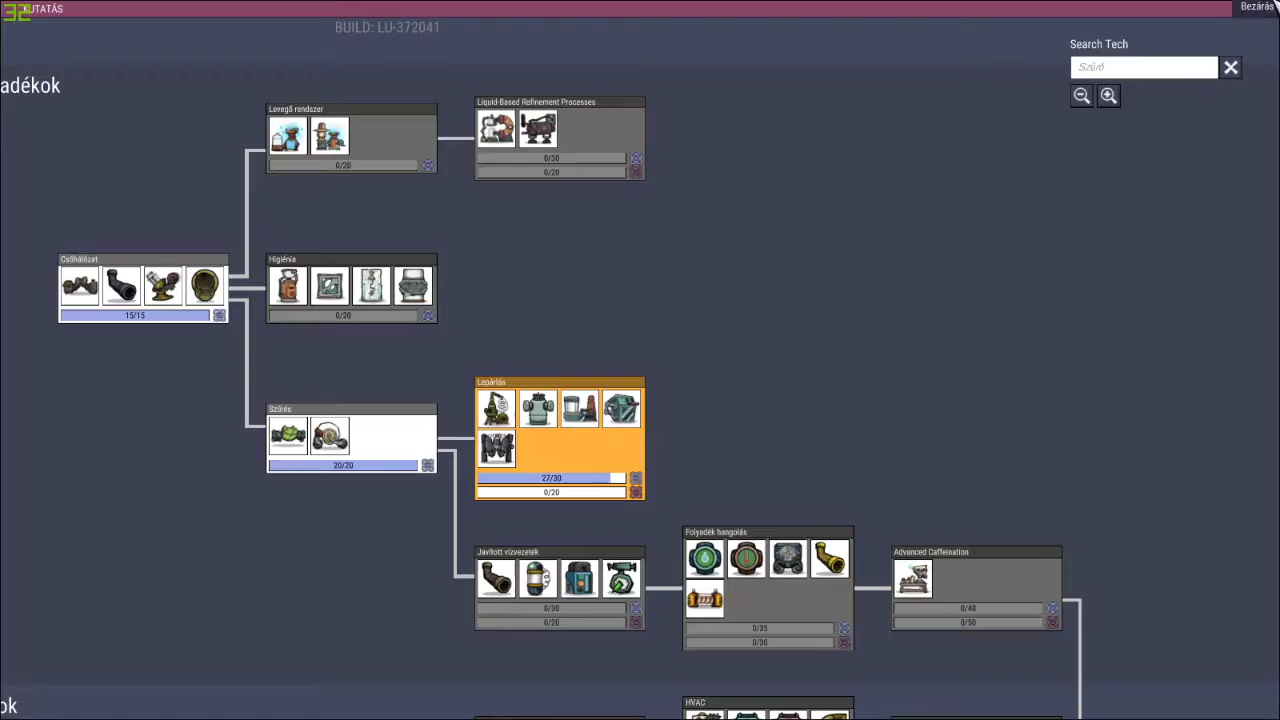 32
KUTATÁS
Bezárás
BUILD: LU-372041
Search Tech
Szűrő
adékok
Levegő rendszer
0/20
Liquid-Based Refinement Processes
0/30
0/20
Csőhálózat
15/15
Higiénia
0/20
Szűrés
20/20
Lepárlás
27/30
0/20
Javított vízvezeték
0/30
0/20
Folyadék hangolás
0/35
0/30
Advanced Caffeination
0/40
0/50
ok
HVAC